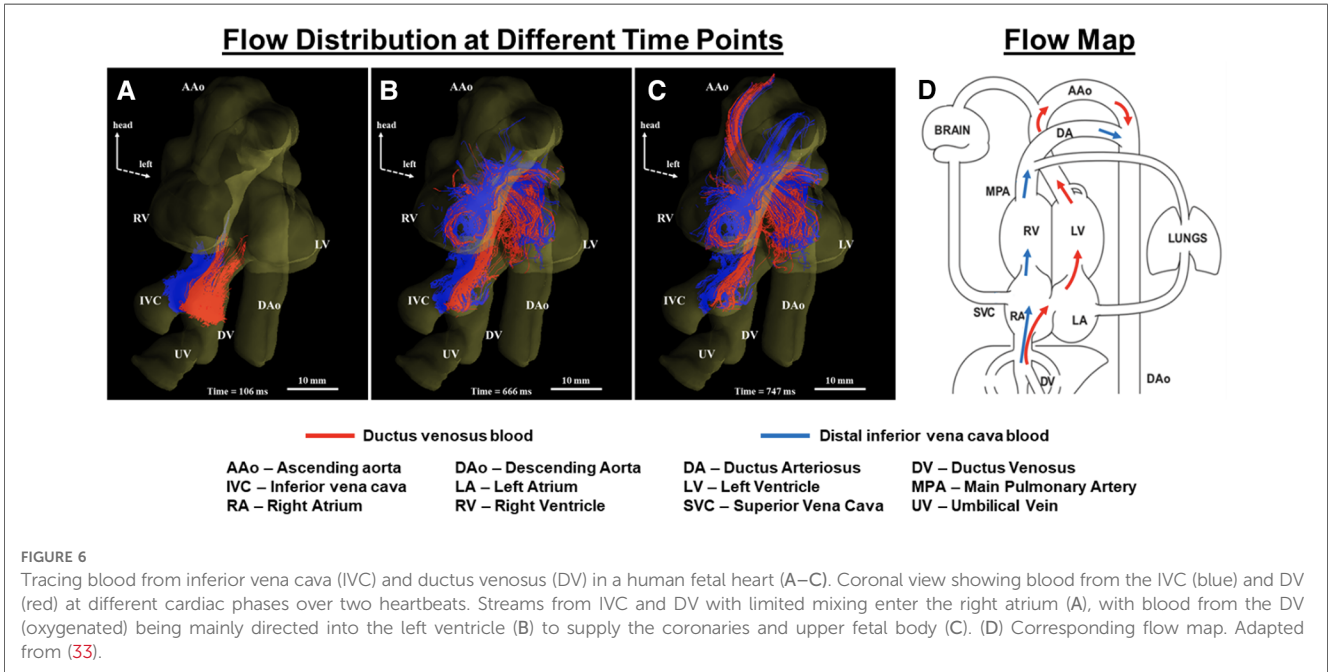 Flow Distribution at Different Time Points
Flow Map
A
AAo
head
left
RV
LV
IVC
DAo
DV
UV
Time = 106 ms
10 mm
B
AAo
head
left
RV
LV
IVC
DAo
DV
UV
Time = 666 ms
10 mm
C
AAo
head
left
RV
LV
IVC
DAo
DV
UV
Time = 747 ms
10 mm
D
AAo
BRAIN
DA
MPA
RV
LV
LUNGS
SVC
RA
LA
DV
DAo
Ductus venosus blood
Distal inferior vena cava blood
AAo – Ascending aorta
DAo – Descending Aorta
DA – Ductus Arteriosus
DV – Ductus Venosus
IVC – Inferior vena cava
LA – Left Atrium
LV – Left Ventricle
MPA – Main Pulmonary Artery
RA – Right Atrium
RV – Right Ventricle
SVC – Superior Vena Cava
UV – Umbilical Vein
FIGURE 6
Tracing blood from inferior vena cava (IVC) and ductus venosus (DV) in a human fetal heart (A–C). Coronal view showing blood from the IVC (blue) and DV
(red) at different cardiac phases over two heartbeats. Streams from IVC and DV with limited mixing enter the right atrium (A), with blood from the DV
(oxygenated) being mainly directed into the left ventricle (B) to supply the coronaries and upper fetal body (C). (D) Corresponding flow map. Adapted
from (33).